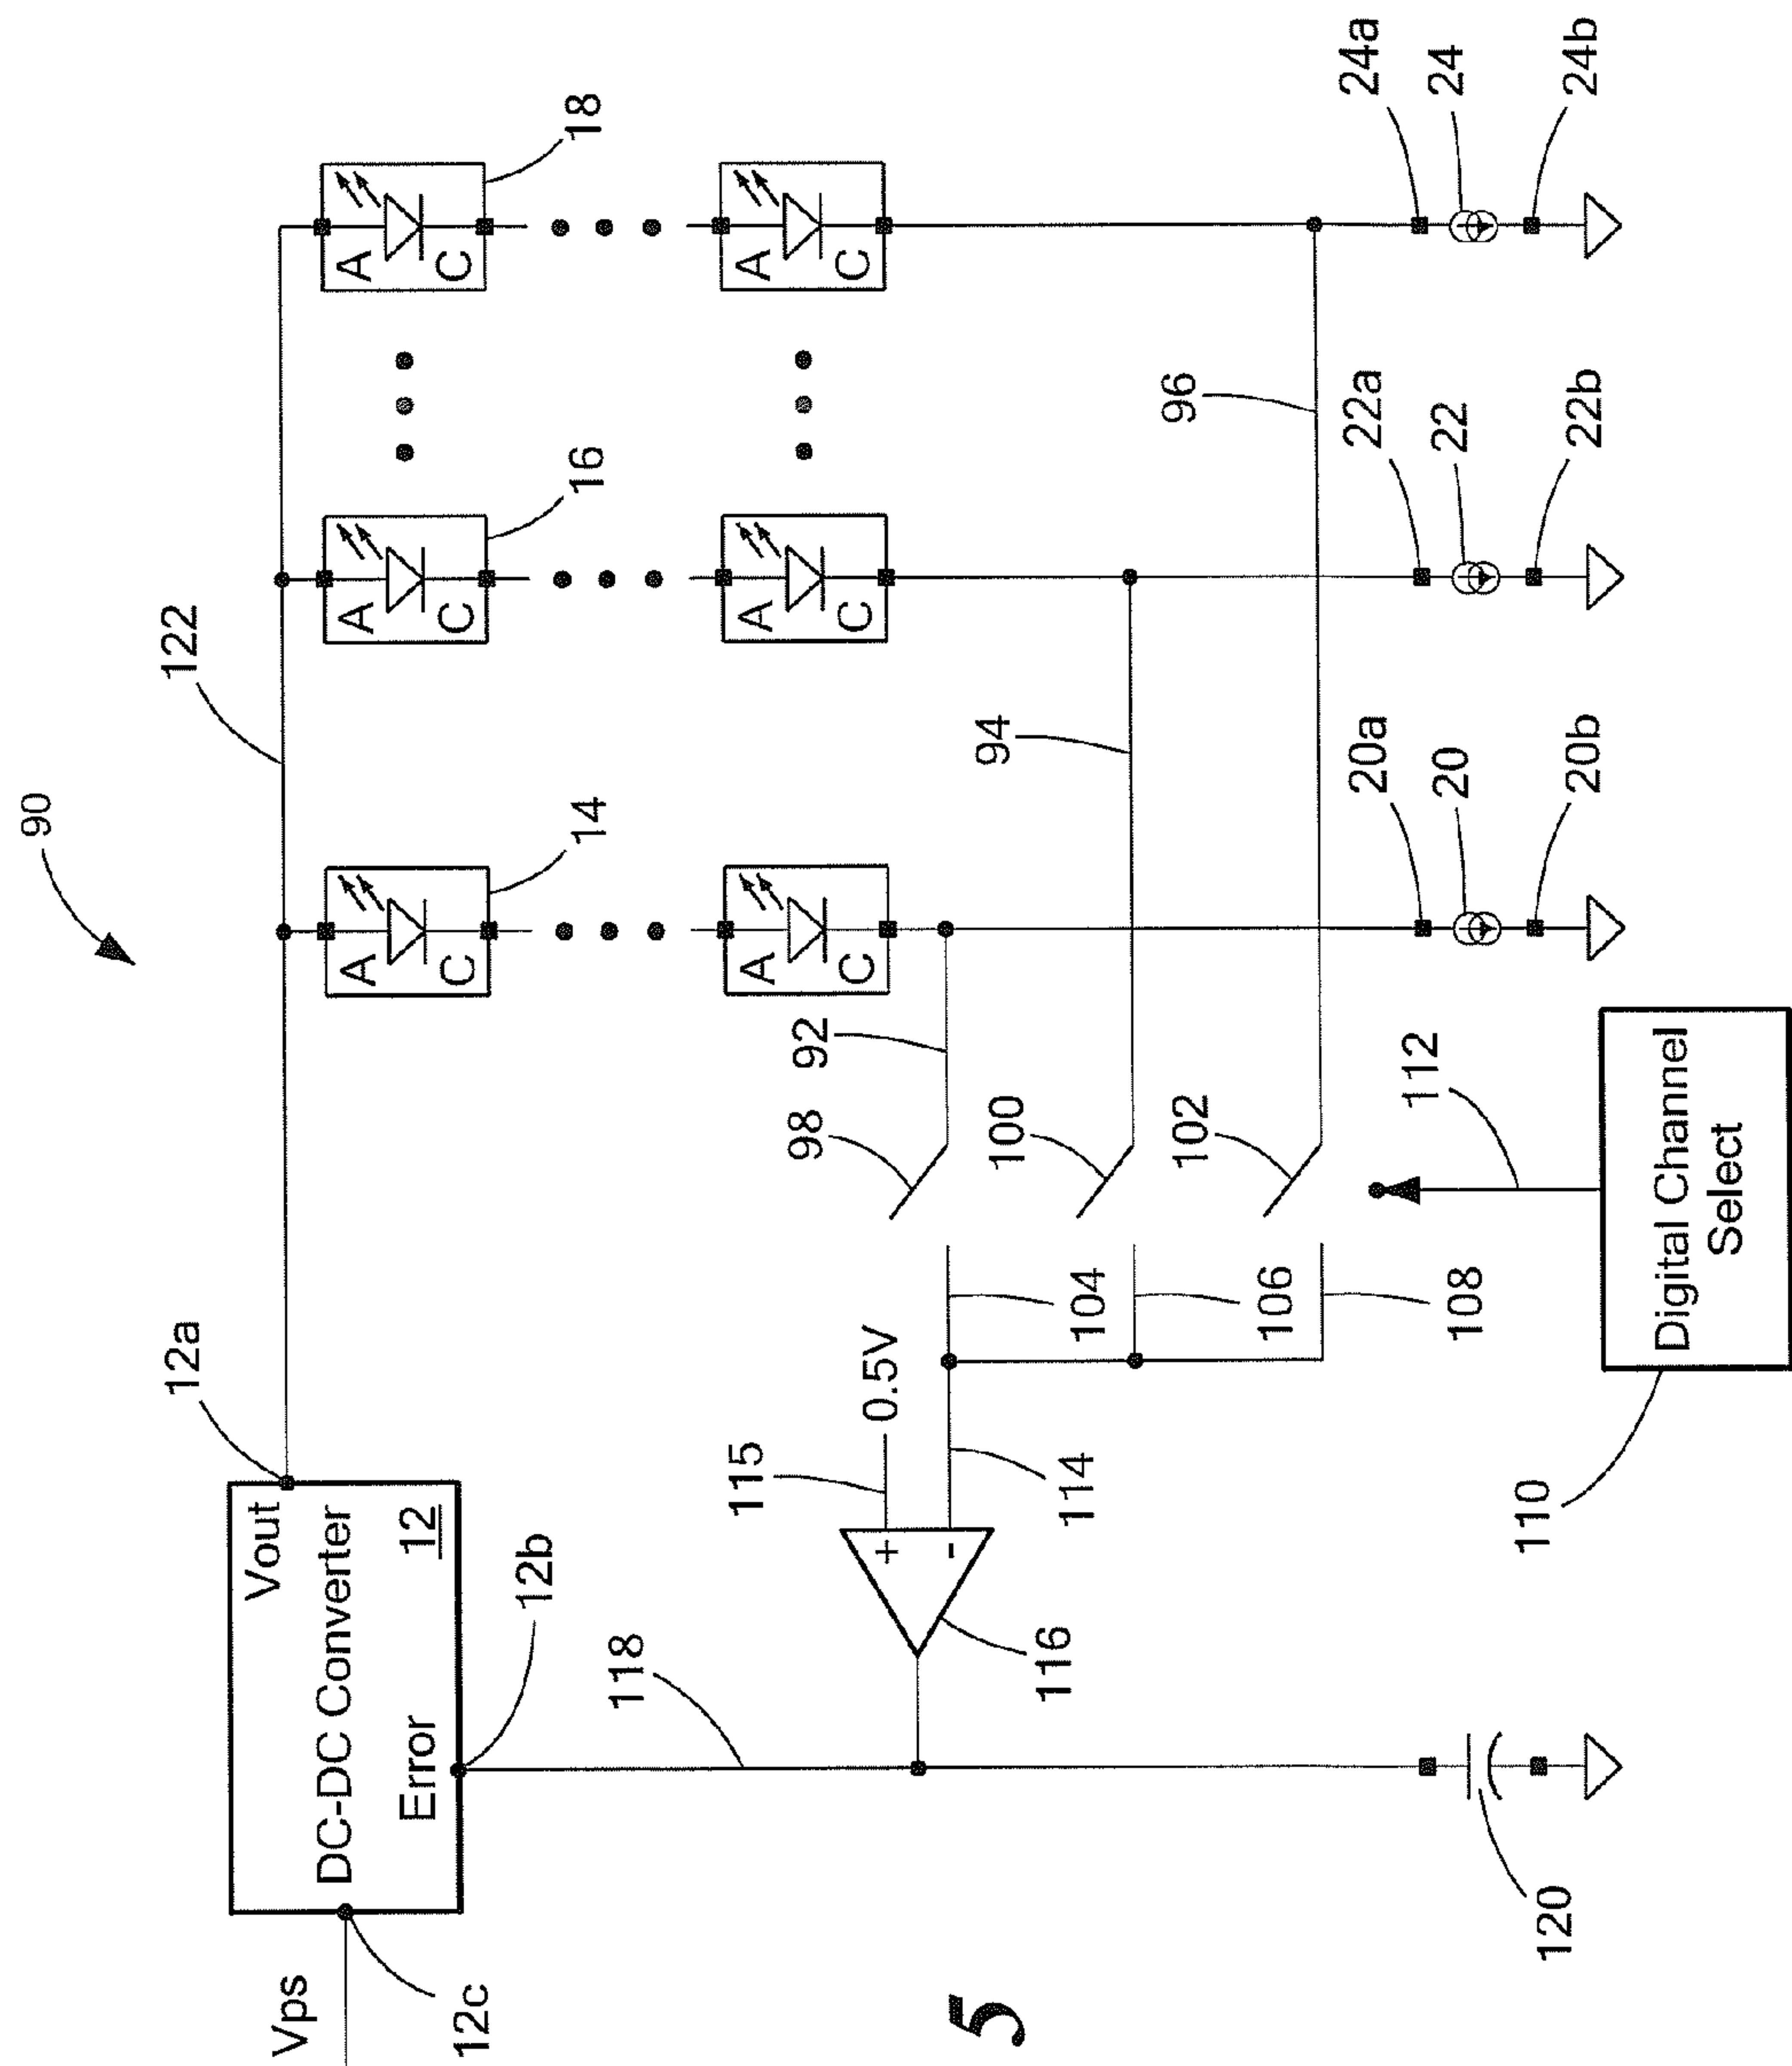 90
122
12a
Vps
Vout
DC-DC Converter
12
Error
12c
12b
A
C
14
A
C
16
A
C
18
A
C
A
C
A
C
118
115
0.5V
+
-
116
114
98
92
100
94
102
96
104
106
108
112
Digital Channel
Select
110
120
20a
20
20b
22a
22
22b
24a
24
24b
5